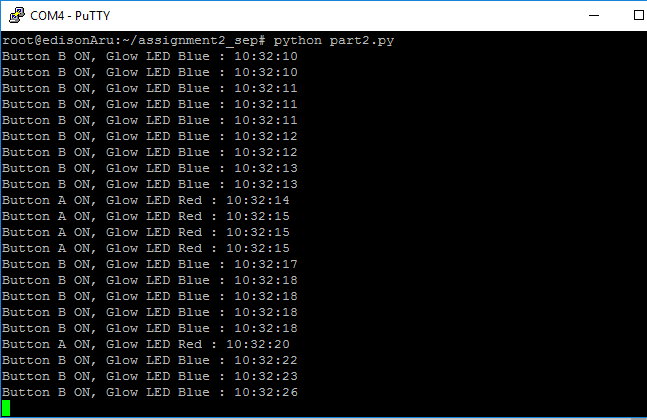 COM4 - PuTTY
root@edisonAru:~/assignment2_sep# python part2.py
Button B ON, Glow LED Blue : 10:32:10
Button B ON, Glow LED Blue : 10:32:10
Button B ON, Glow LED Blue : 10:32:11
Button B ON, Glow LED Blue : 10:32:11
Button B ON, Glow LED Blue : 10:32:11
Button B ON, Glow LED Blue : 10:32:12
Button B ON, Glow LED Blue : 10:32:12
Button B ON, Glow LED Blue : 10:32:13
Button B ON, Glow LED Blue : 10:32:13
Button A ON, Glow LED Red : 10:32:14
Button A ON, Glow LED Red : 10:32:15
Button A ON, Glow LED Red : 10:32:15
Button A ON, Glow LED Red : 10:32:15
Button B ON, Glow LED Blue : 10:32:17
Button B ON, Glow LED Blue : 10:32:18
Button B ON, Glow LED Blue : 10:32:18
Button B ON, Glow LED Blue : 10:32:18
Button B ON, Glow LED Blue : 10:32:18
Button A ON, Glow LED Red : 10:32:20
Button B ON, Glow LED Blue : 10:32:22
Button B ON, Glow LED Blue : 10:32:23
Button B ON, Glow LED Blue : 10:32:26